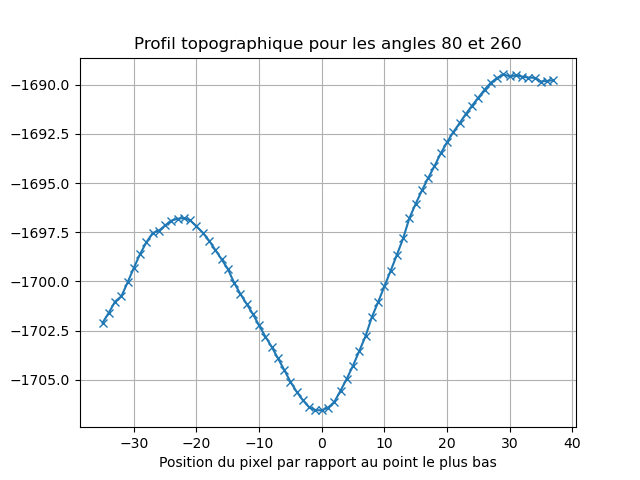 Profil topographique pour les angles 80 et 260
−1690.0
−1692.5
−1695.0
−1697.5
−1700.0
−1702.5
−1705.0
−30 −20 −10 0 10 20 30 40
Position du pixel par rapport au point le plus bas